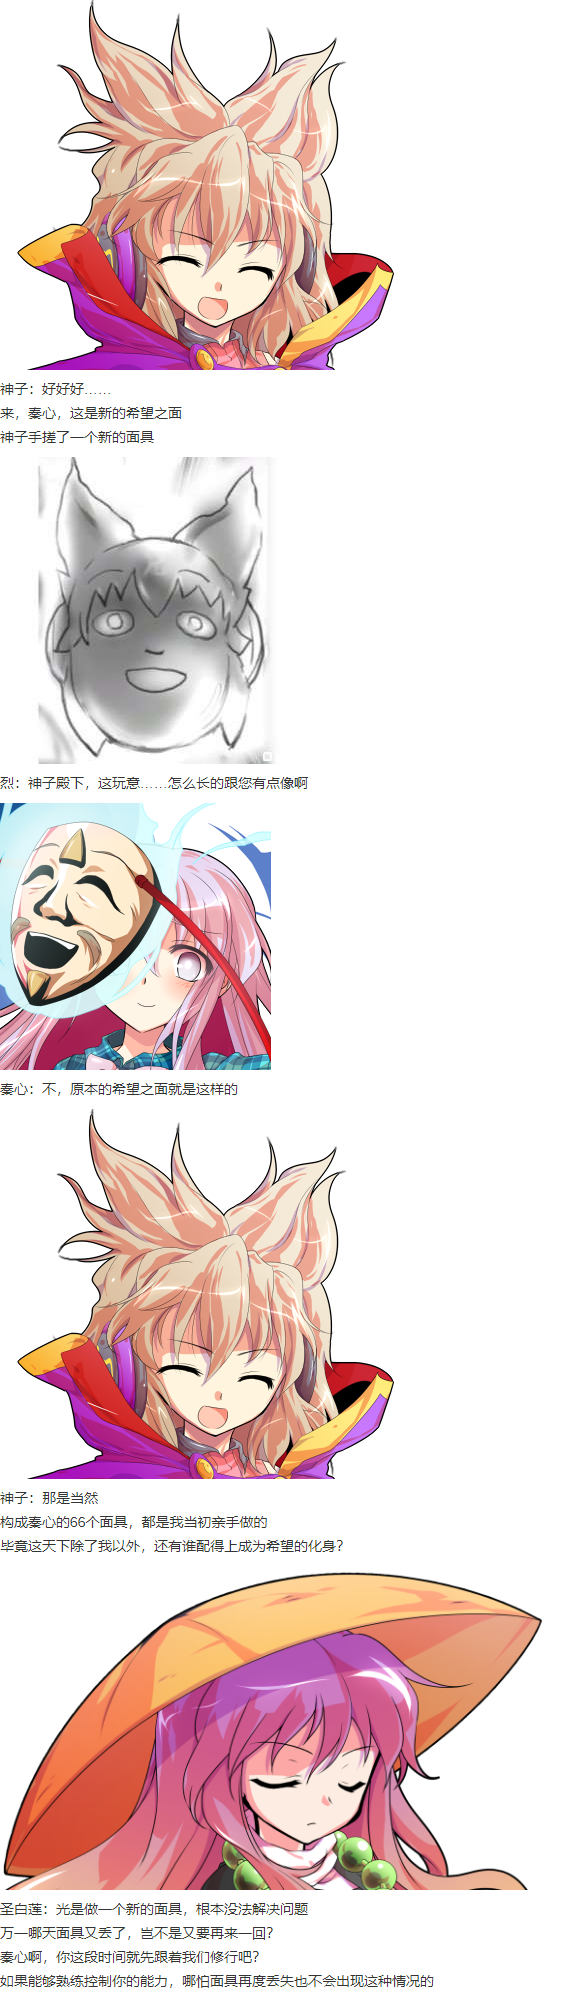 神子：好好好……
来，秦心，这是新的希望之面
神子手搓了一个新的面具
烈：神子殿下，这玩意……怎么长的跟您有点像啊
秦心：不，原本的希望之面就是这样的
神子：那是当然
构成秦心的66个面具，都是我当初亲手做的
毕竟这天下除了我以外，还有谁配得上成为希望的化身？
圣白莲：光是做一个新的面具，根本没法解决问题
万一哪天面具又丢了，岂不是又要再来一回？
秦心啊，你这段时间就先跟着我们修行吧？
如果能够熟练控制你的能力，哪怕面具再度丢失也不会出现这种情况的